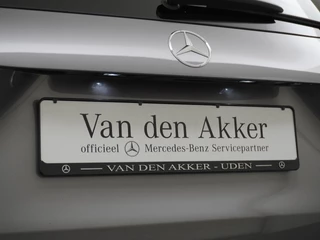 Van den Akker
officieel Mercedes-Benz Servicepartner
VAN DEN AKKER - UDEN